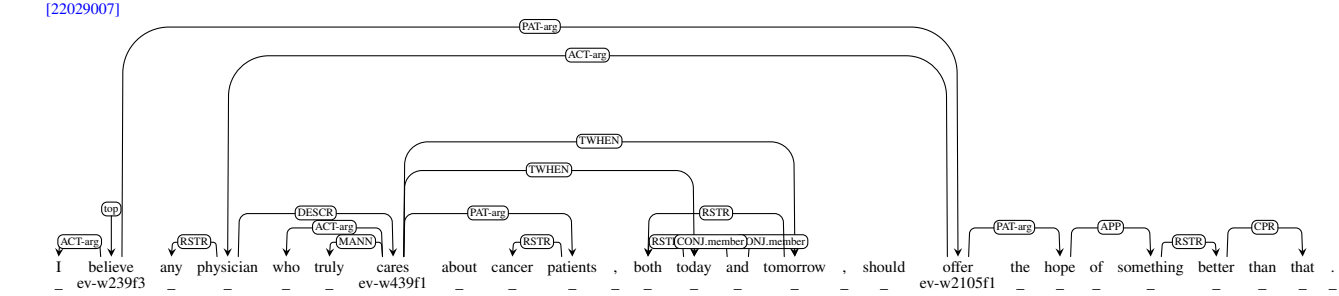 [22029007]
PAT-arg
ACT-arg
TWHEN
TWHEN
top DESCR PAT-arg RSTR
ACT-arg PAT-arg APP CPR
ACT-arg RSTR MANN RSTR RSTR CONJ.member CONJ.member RSTR
I believe any physician who truly cares about cancer patients , both today and tomorrow , should offer the hope of something better than that .
_ ev-w239f3 _ _ _ _ ev-w439f1 _ _ _ _ _ _ _ _ _ _ ev-w2105f1 _ _ _ _ _ _ _ _